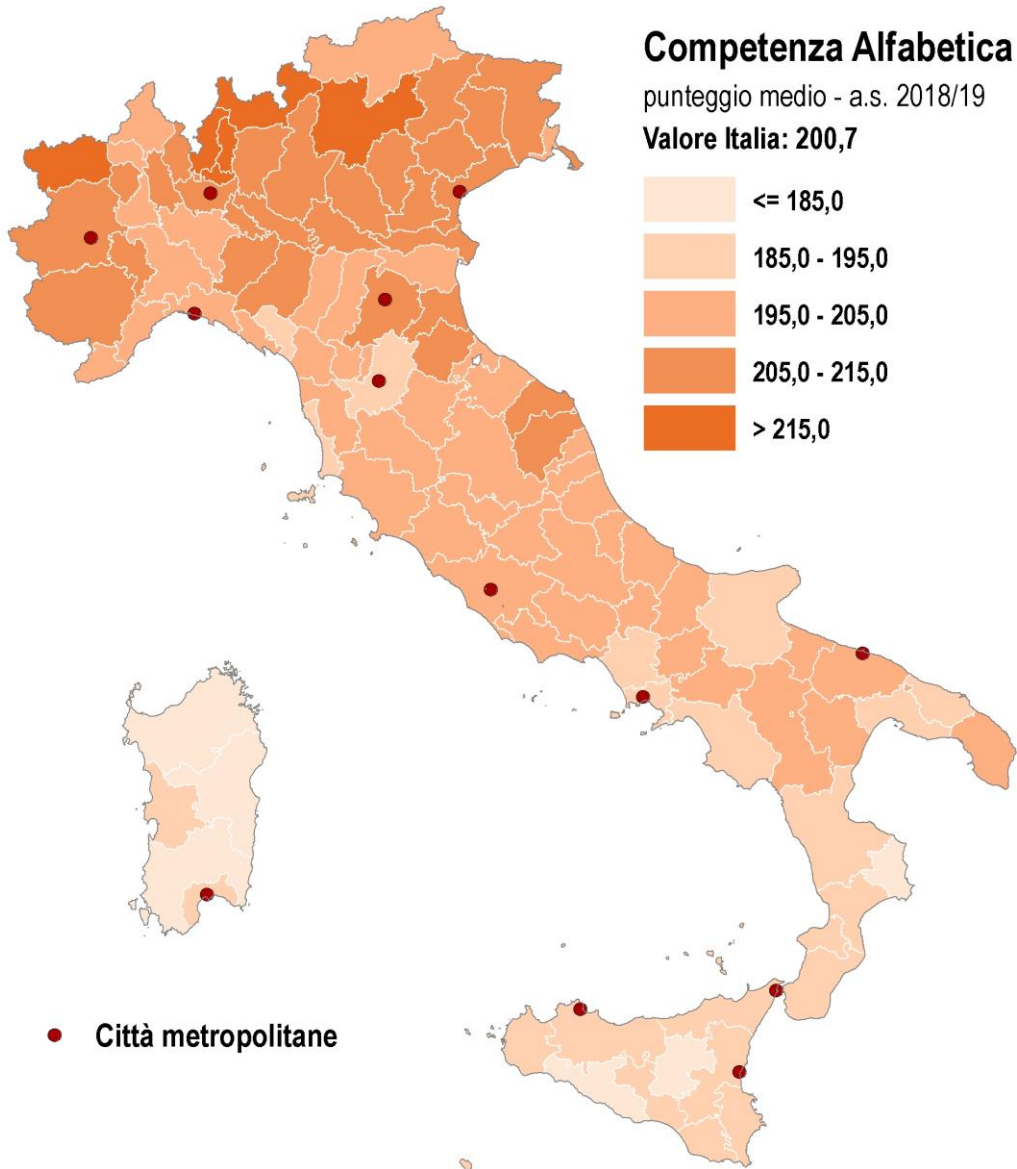 Competenza Alfabetica
punteggio medio - a.s. 2018/19
Valore Italia: 200,7
<= 185,0
185,0 - 195,0
195,0 - 205,0
205,0 - 215,0
> 215,0
Città metropolitane